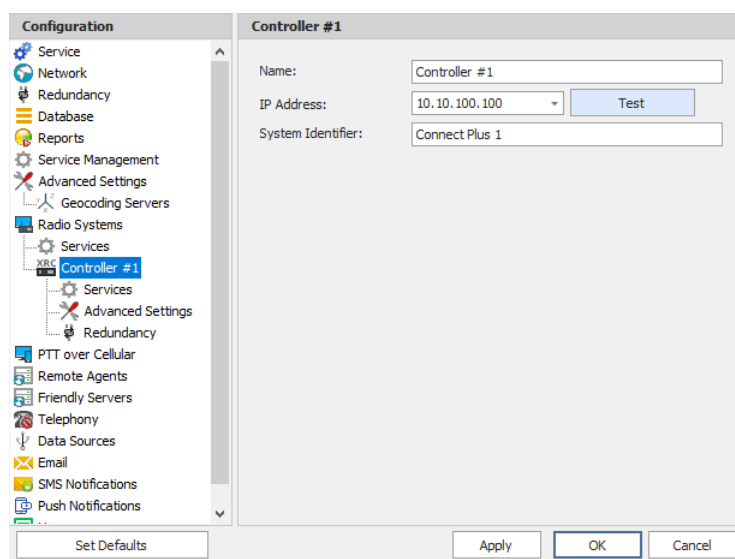 Configuration
Service
Network
Redundancy
Database
Reports
Service Management
Advanced Settings
Geocoding Servers
Radio Systems
Services
XRC Controller #1
Services
Advanced Settings
Redundancy
PTT over Cellular
Remote Agents
Friendly Servers
Telephony
Data Sources
Email
SMS Notifications
Push Notifications
Set Defaults
Controller #1
Name: Controller #1
IP Address: 10.10.100.100 Test
System Identifier: Connect Plus 1
Apply OK Cancel